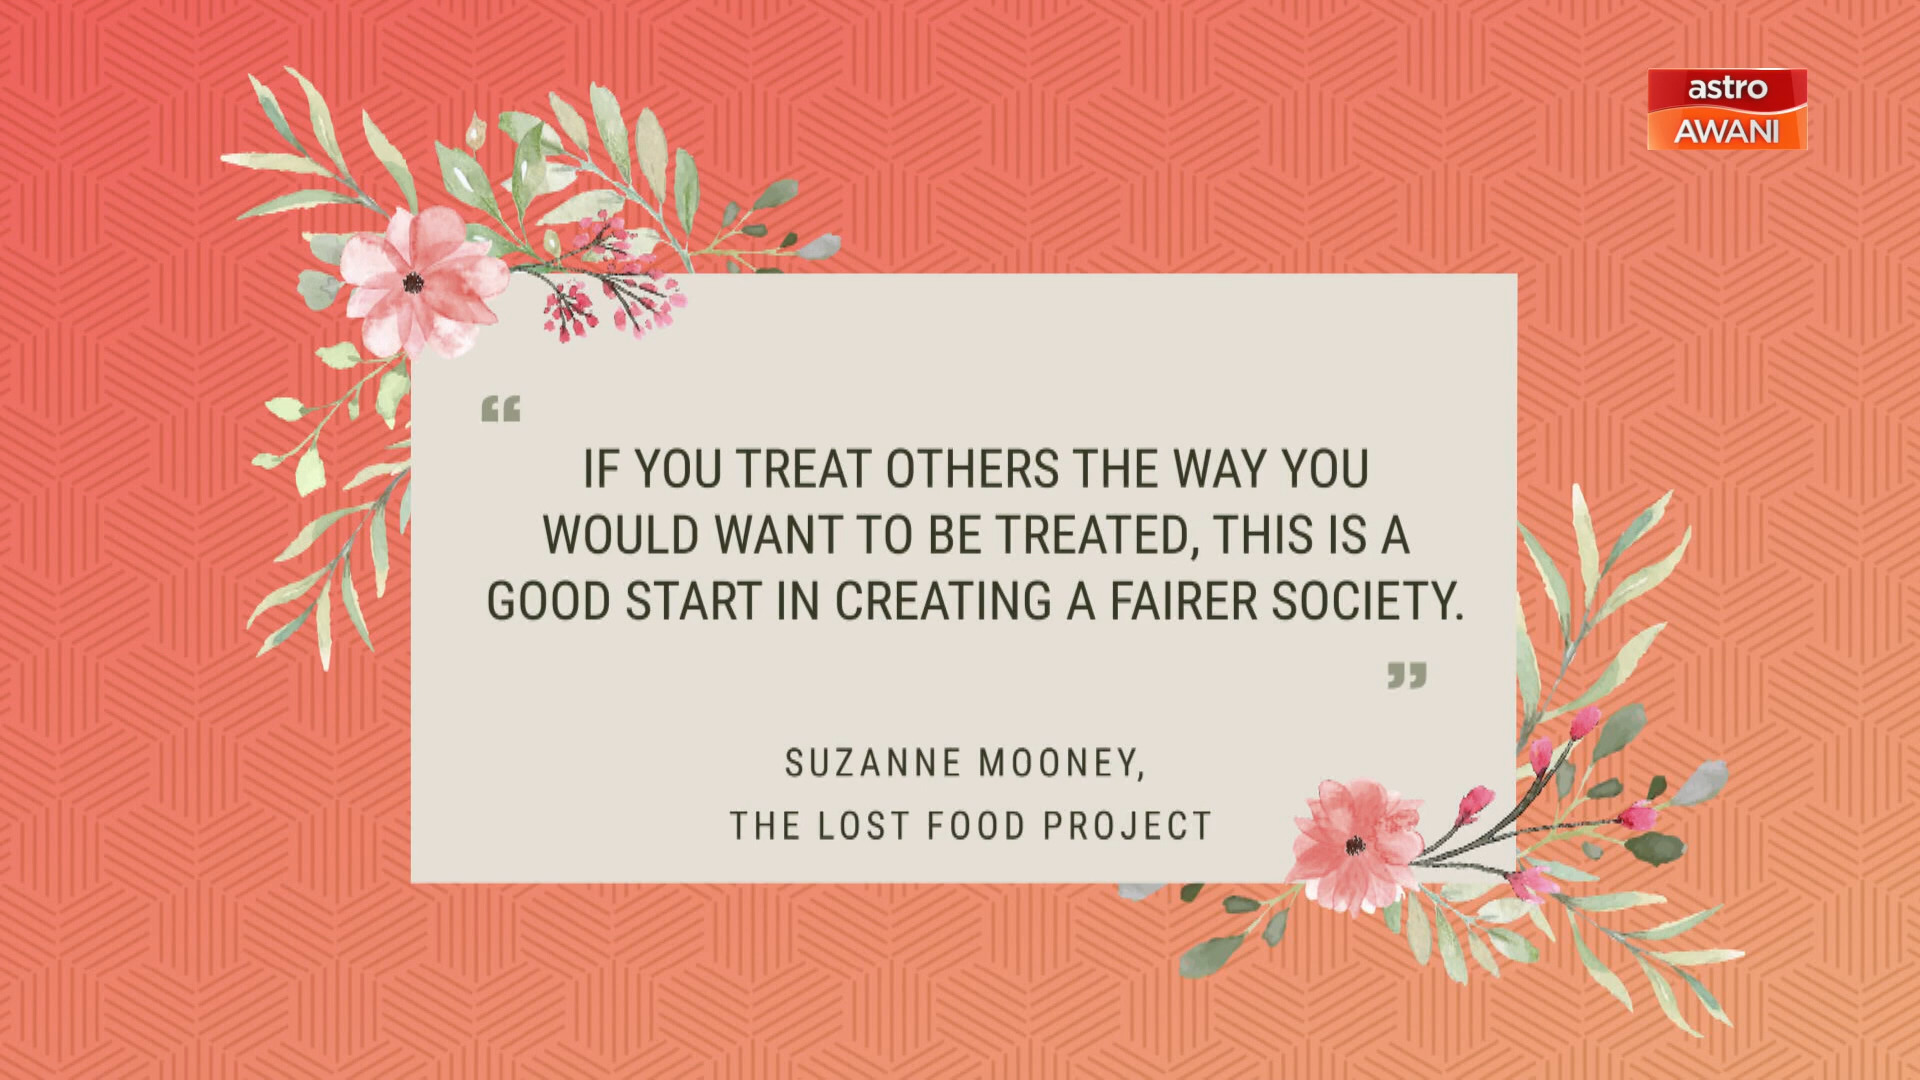 astro
AWANI
“
IF YOU TREAT OTHERS THE WAY YOU
WOULD WANT TO BE TREATED, THIS IS A
GOOD START IN CREATING A FAIRER SOCIETY.
”
SUZANNE MOONEY,
THE LOST FOOD PROJECT